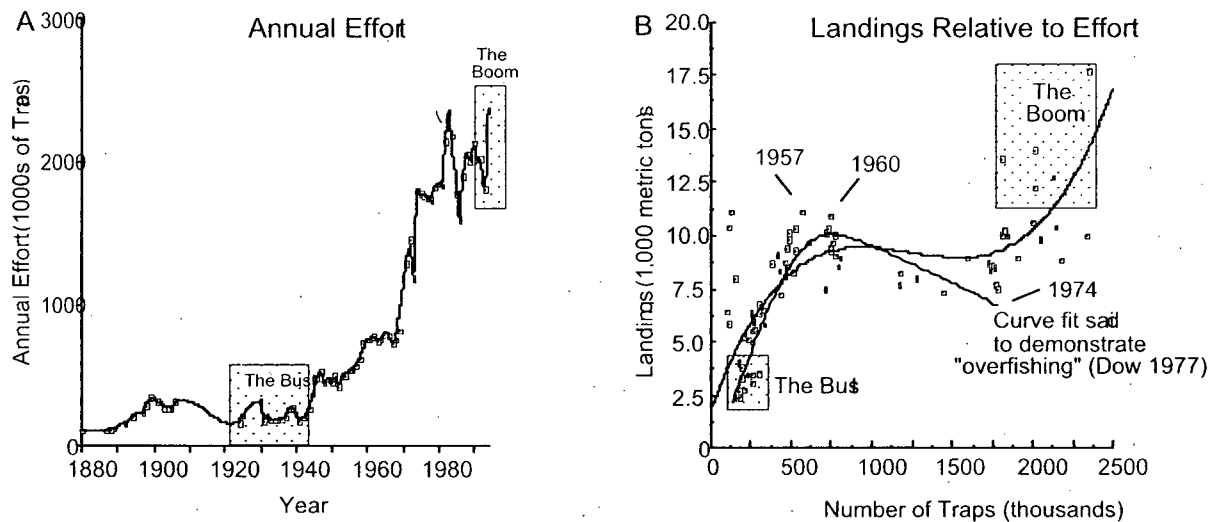 A
Annual Effort
Annual Effort (1000s of Traps)
3000
2000
1000
0
The
Boom
The Bus
1880 1900 1920 1940 1960 1980
Year
B
Landings Relative to Effort
Landings (1,000 metric tons)
20.0
17.5
15.0
12.5
10.0
7.5
5.0
2.5
0.0
The
Boom
1957
1960
1974
Curve fit said
to demonstrate
"overfishing" (Dow 1977)
The Bust
0 500 1000 1500 2000 2500
Number of Traps (thousands)